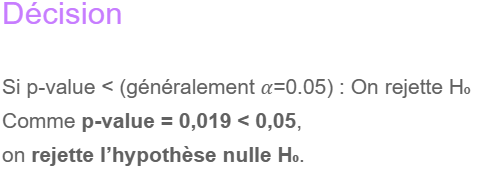 Décision
Si p-value < (généralement 𝛼=0.05) : On rejette H₀
Comme p-value = 0,019 < 0,05,
on rejette l’hypothèse nulle H₀.